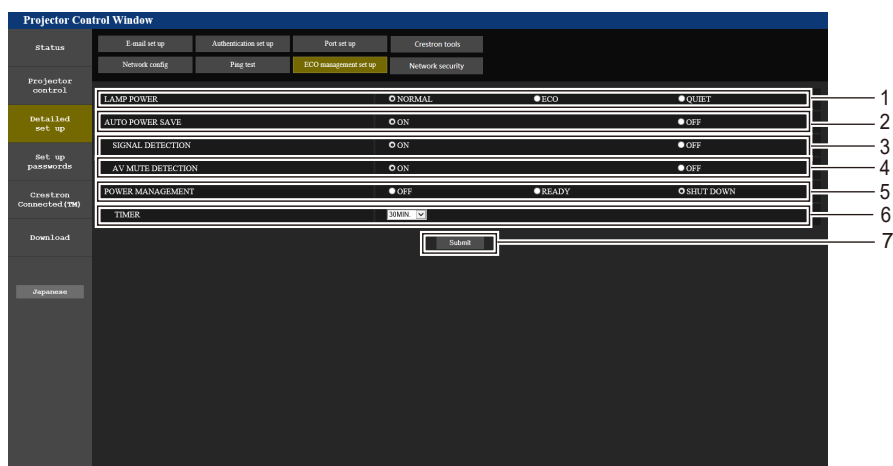 Projector Control Window
Status
E-mail set up Authentication set up Port set up Crestron tools
Network config Ping test ECO management set up Network security
Projector
control
LAMP POWER NORMAL ECO QUIET 1
Detailed
set up
AUTO POWER SAVE ON OFF 2
SIGNAL DETECTION ON OFF 3
Set up
passwords
AV MUTE DETECTION ON OFF 4
Crestron
Connected(TM)
POWER MANAGEMENT OFF READY SHUT DOWN 5
TIMER 30MIN. 6
Download
Submit 7
Japanese